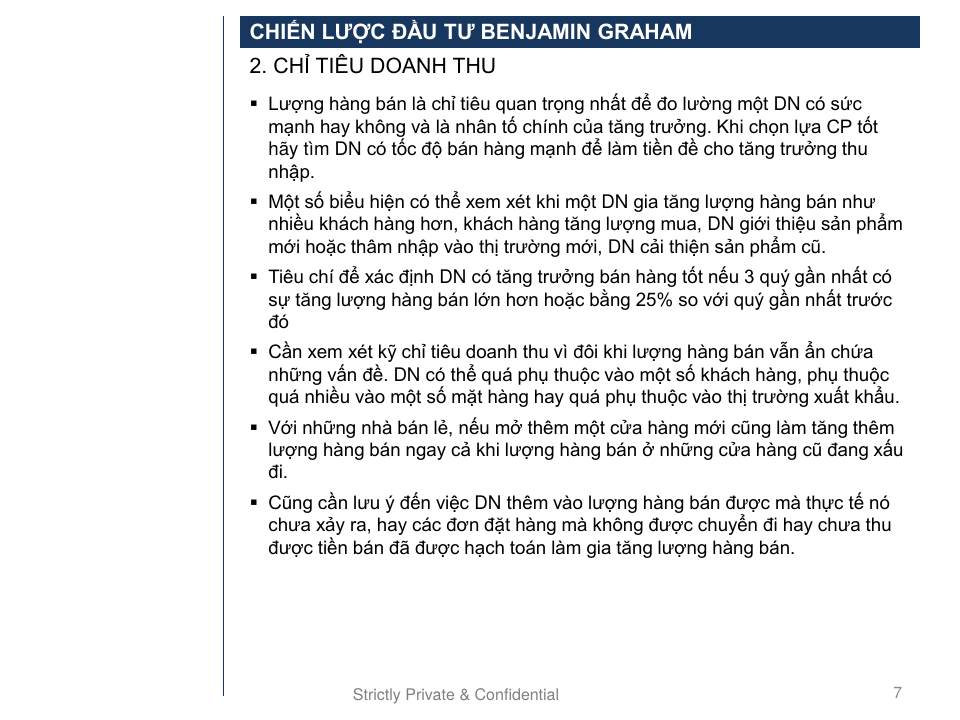 CHIẾN LƯỢC ĐẦU TƯ BENJAMIN GRAHAM
2. CHỈ TIÊU DOANH THU
▪ Lượng hàng bán là chỉ tiêu quan trọng nhất để đo lường một DN có sức
mạnh hay không và là nhân tố chính của tăng trưởng. Khi chọn lựa CP tốt
hãy tìm DN có tốc độ bán hàng mạnh để làm tiền đề cho tăng trưởng thu
nhập.
▪ Một số biểu hiện có thể xem xét khi một DN gia tăng lượng hàng bán như
nhiều khách hàng hơn, khách hàng tăng lượng mua, DN giới thiệu sản phẩm
mới hoặc thâm nhập vào thị trường mới, DN cải thiện sản phẩm cũ.
▪ Tiêu chí để xác định DN có tăng trưởng bán hàng tốt nếu 3 quý gần nhất có
sự tăng lượng hàng bán lớn hơn hoặc bằng 25% so với quý gần nhất trước
đó
▪ Cần xem xét kỹ chỉ tiêu doanh thu vì đôi khi lượng hàng bán vẫn ẩn chứa
những vấn đề. DN có thể quá phụ thuộc vào một số khách hàng, phụ thuộc
quá nhiều vào một số mặt hàng hay quá phụ thuộc vào thị trường xuất khẩu.
▪ Với những nhà bán lẻ, nếu mở thêm một cửa hàng mới cũng làm tăng thêm
lượng hàng bán ngay cả khi lượng hàng bán ở những cửa hàng cũ đang xấu
đi.
▪ Cũng cần lưu ý đến việc DN thêm vào lượng hàng bán được mà thực tế nó
chưa xảy ra, hay các đơn đặt hàng mà không được chuyển đi hay chưa thu
được tiền bán đã được hạch toán làm gia tăng lượng hàng bán.
Strictly Private & Confidential
7